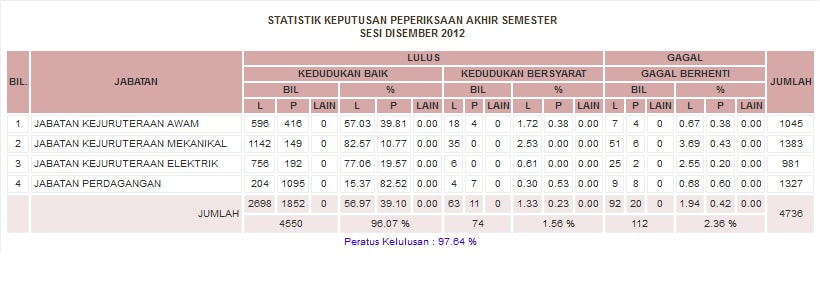 STATISTIK KEPUTUSAN PEPERIKSAAN AKHIR SEMESTER
SESI DISEMBER 2012
BIL. JABATAN LULUS GAGAL JUMLAH
KEDUDUKAN BAIK KEDUDUKAN BERSYARAT GAGAL BERHENTI
BIL % BIL % BIL %
L P LAIN L P LAIN L P LAIN L P LAIN L P LAIN L P LAIN
1 JABATAN KEJURUTERAAN AWAM 596 416 0 57.03 39.81 0.00 18 4 0 1.72 0.38 0.00 7 4 0 0.67 0.38 0.00 1045
2 JABATAN KEJURUTERAAN MEKANIKAL 1142 149 0 82.57 10.77 0.00 35 0 0 2.53 0.00 0.00 51 6 0 3.69 0.43 0.00 1383
3 JABATAN KEJURUTERAAN ELEKTRIK 756 192 0 77.06 19.57 0.00 6 0 0 0.61 0.00 0.00 25 2 0 2.55 0.20 0.00 981
4 JABATAN PERDAGANGAN 204 1095 0 15.37 82.52 0.00 4 7 0 0.30 0.53 0.00 9 8 0 0.68 0.60 0.00 1327
JUMLAH 2698 1852 0 56.97 39.10 0.00 63 11 0 1.33 0.23 0.00 92 20 0 1.94 0.42 0.00 4736
4550 96.07 % 74 1.56 % 112 2.36 %
Peratus Kelulusan : 97.64 %